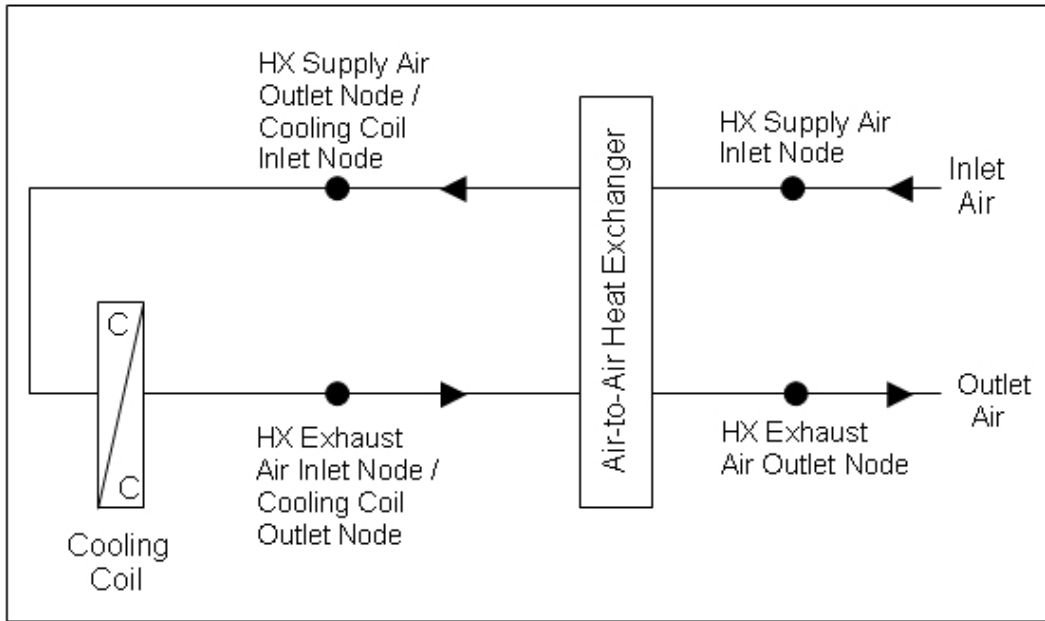 HX Supply Air
Outlet Node /
Cooling Coil
Inlet Node
Air-to-Air Heat Exchanger
HX Supply Air
Inlet Node
Inlet
Air
C
C
Cooling
Coil
HX Exhaust
Air Inlet Node /
Cooling Coil
Outlet Node
HX Exhaust
Air Outlet Node
Outlet
Air